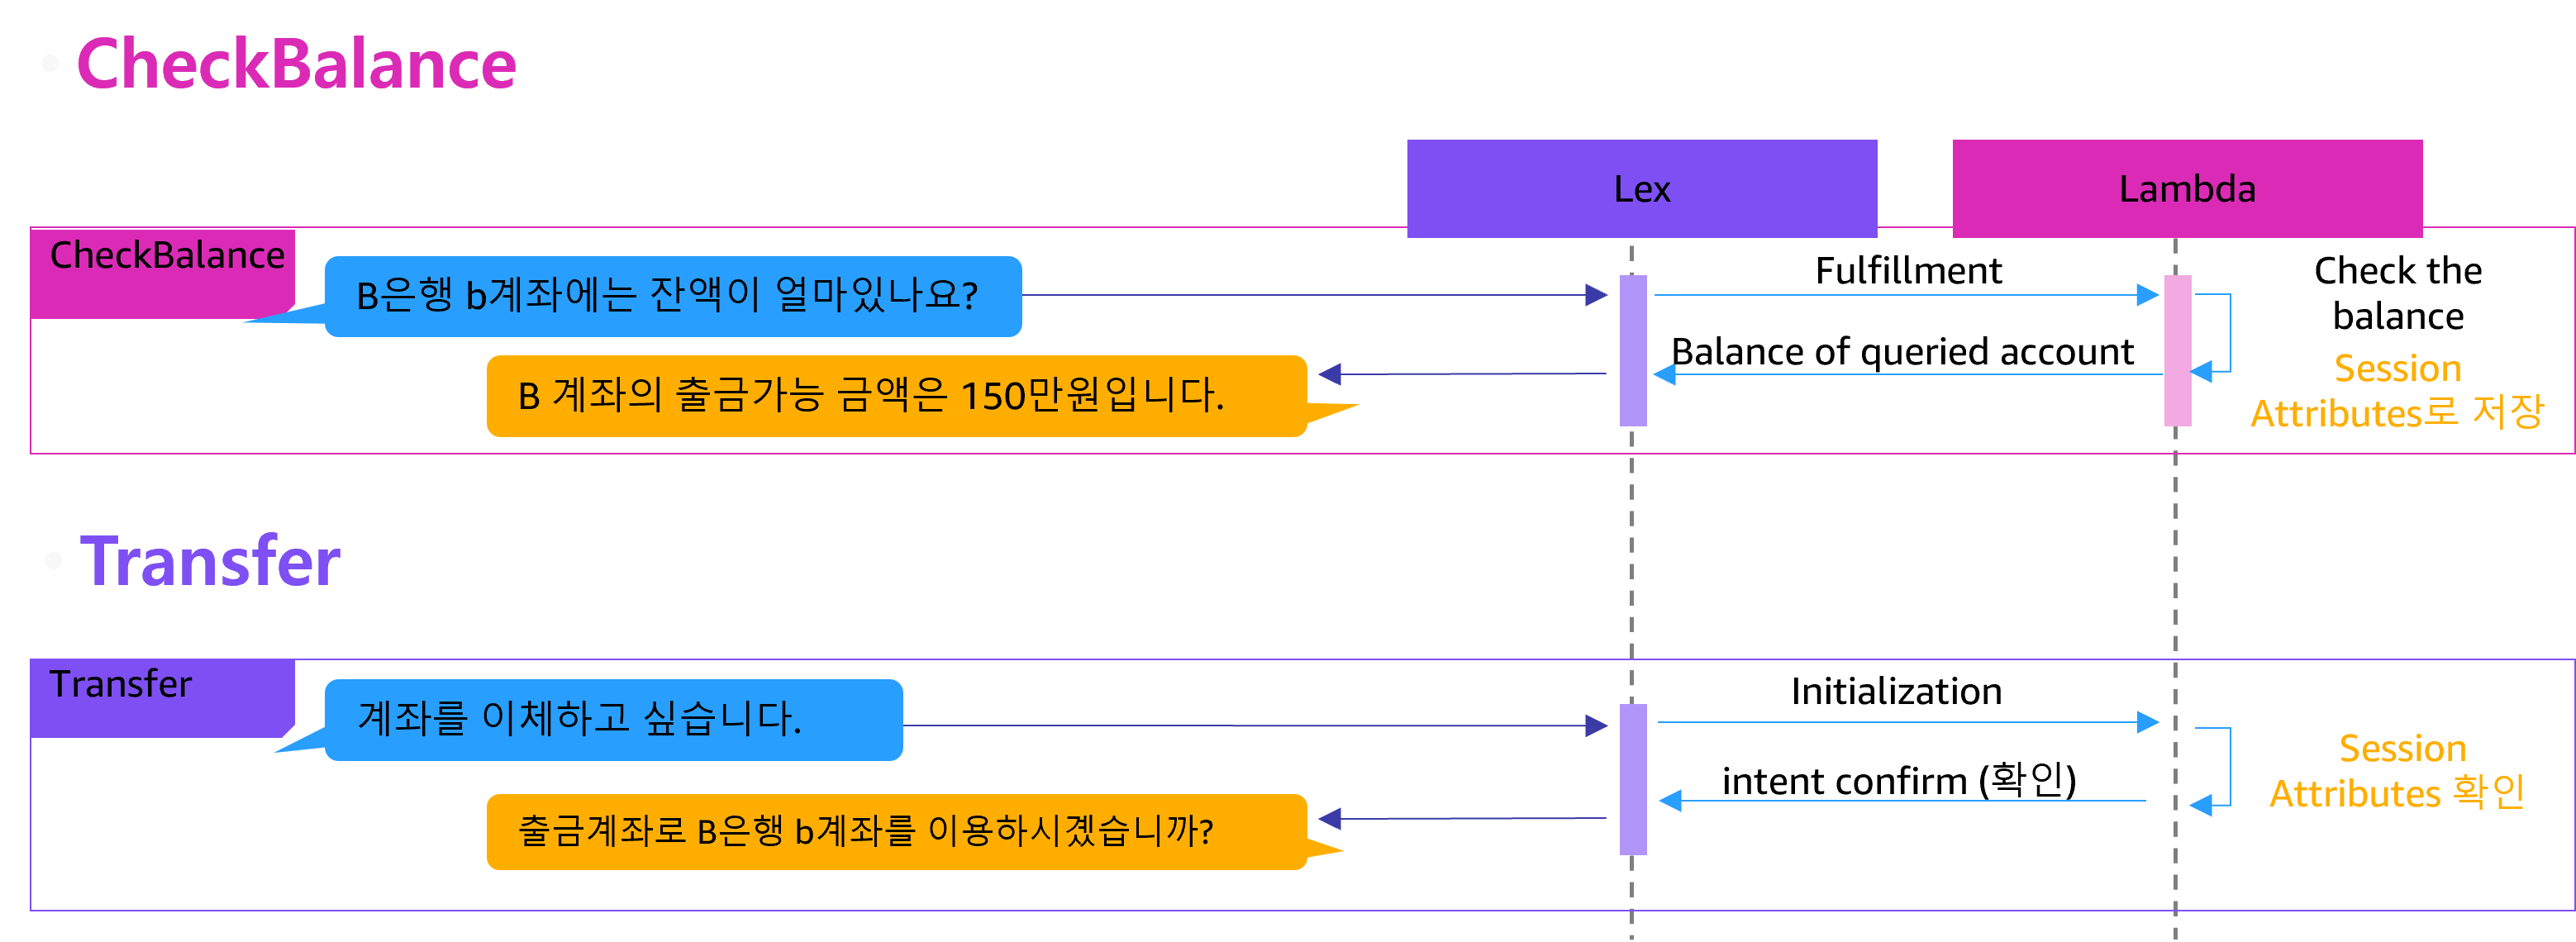 CheckBalance
Lex
Lambda
CheckBalance
B은행 b계좌에는 잔액이 얼마있나요?
Fulfillment
Check the
balance
Balance of queried account
B 계좌의 출금가능 금액은 150만원입니다.
Session
Attributes로 저장
Transfer
Transfer
계좌를 이체하고 싶습니다.
Initialization
Session
Attributes 확인
intent confirm (확인)
출금계좌로 B은행 b계좌를 이용하시겠습니까?